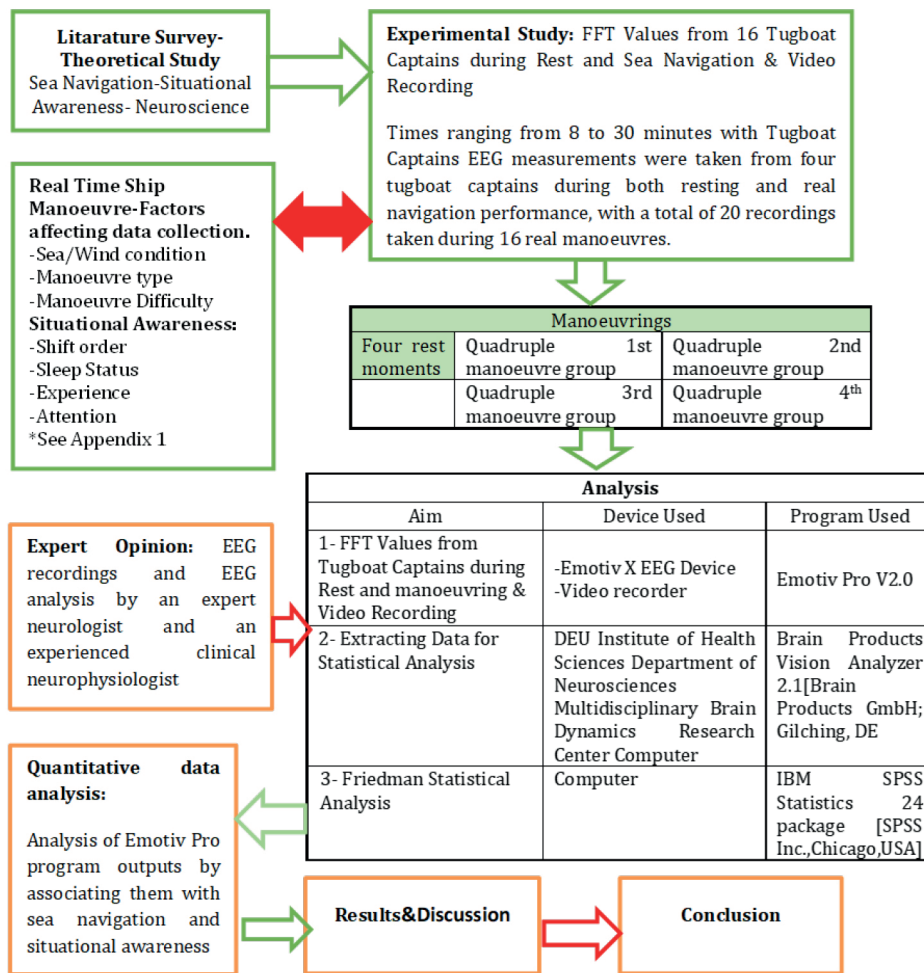 Litarature Survey-
Theoretical Study
Sea Navigation-Situational
Awareness- Neuroscience
Experimental Study: FFT Values from 16 Tugboat
Captains during Rest and Sea Navigation & Video
Recording
Times ranging from 8 to 30 minutes with Tugboat
Captains EEG measurements were taken from four
tugboat captains during both resting and real
navigation performance, with a total of 20 recordings
taken during 16 real manoeuvres.
Real Time Ship
Manoeuvre-Factors
affecting data collection.
-Sea/Wind condition
-Manoeuvre type
-Manoeuvre Difficulty
Situational Awareness:
-Shift order
-Sleep Status
-Experience
-Attention
*See Appendix 1
Manoeuvrings
Four rest
moments
Quadruple 1st
manoeuvre group
Quadruple 2nd
manoeuvre group
Quadruple 3rd
manoeuvre group
Quadruple 4th
manoeuvre group
Analysis
Aim
Device Used
Program Used
1- FFT Values from
Tugboat Captains during
Rest and manoeuvring &
Video Recording
-Emotiv X EEG Device
-Video recorder
Emotiv Pro V2.0
2- Extracting Data for
Statistical Analysis
DEU Institute of Health
Sciences Department of
Neurosciences
Multidisciplinary Brain
Dynamics Research
Center Computer
Brain Products
Vision Analyzer
2.1[Brain
Products GmbH;
Gilching, DE
3- Friedman Statistical
Analysis
Computer
IBM SPSS
Statistics 24
package [SPSS
Inc.,Chicago,USA]
Expert Opinion: EEG
recordings and EEG
analysis by an expert
neurologist and an
experienced clinical
neurophysiologist
Quantitative data
analysis:
Analysis of Emotiv Pro
program outputs by
associating them with
sea navigation and
situational awareness
Results&Discussion
Conclusion